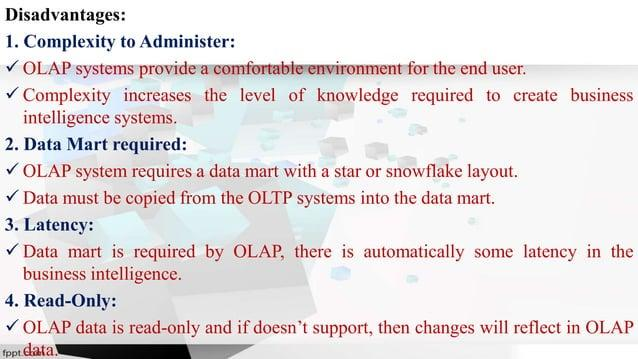 Disadvantages:
1. Complexity to Administer:
✓ OLAP systems provide a comfortable environment for the end user.
✓ Complexity increases the level of knowledge required to create business
intelligence systems.
2. Data Mart required:
✓ OLAP system requires a data mart with a star or snowflake layout.
✓ Data must be copied from the OLTP systems into the data mart.
3. Latency:
✓ Data mart is required by OLAP, there is automatically some latency in the
business intelligence.
4. Read-Only:
✓ OLAP data is read-only and if doesn’t support, then changes will reflect in OLAP
data.